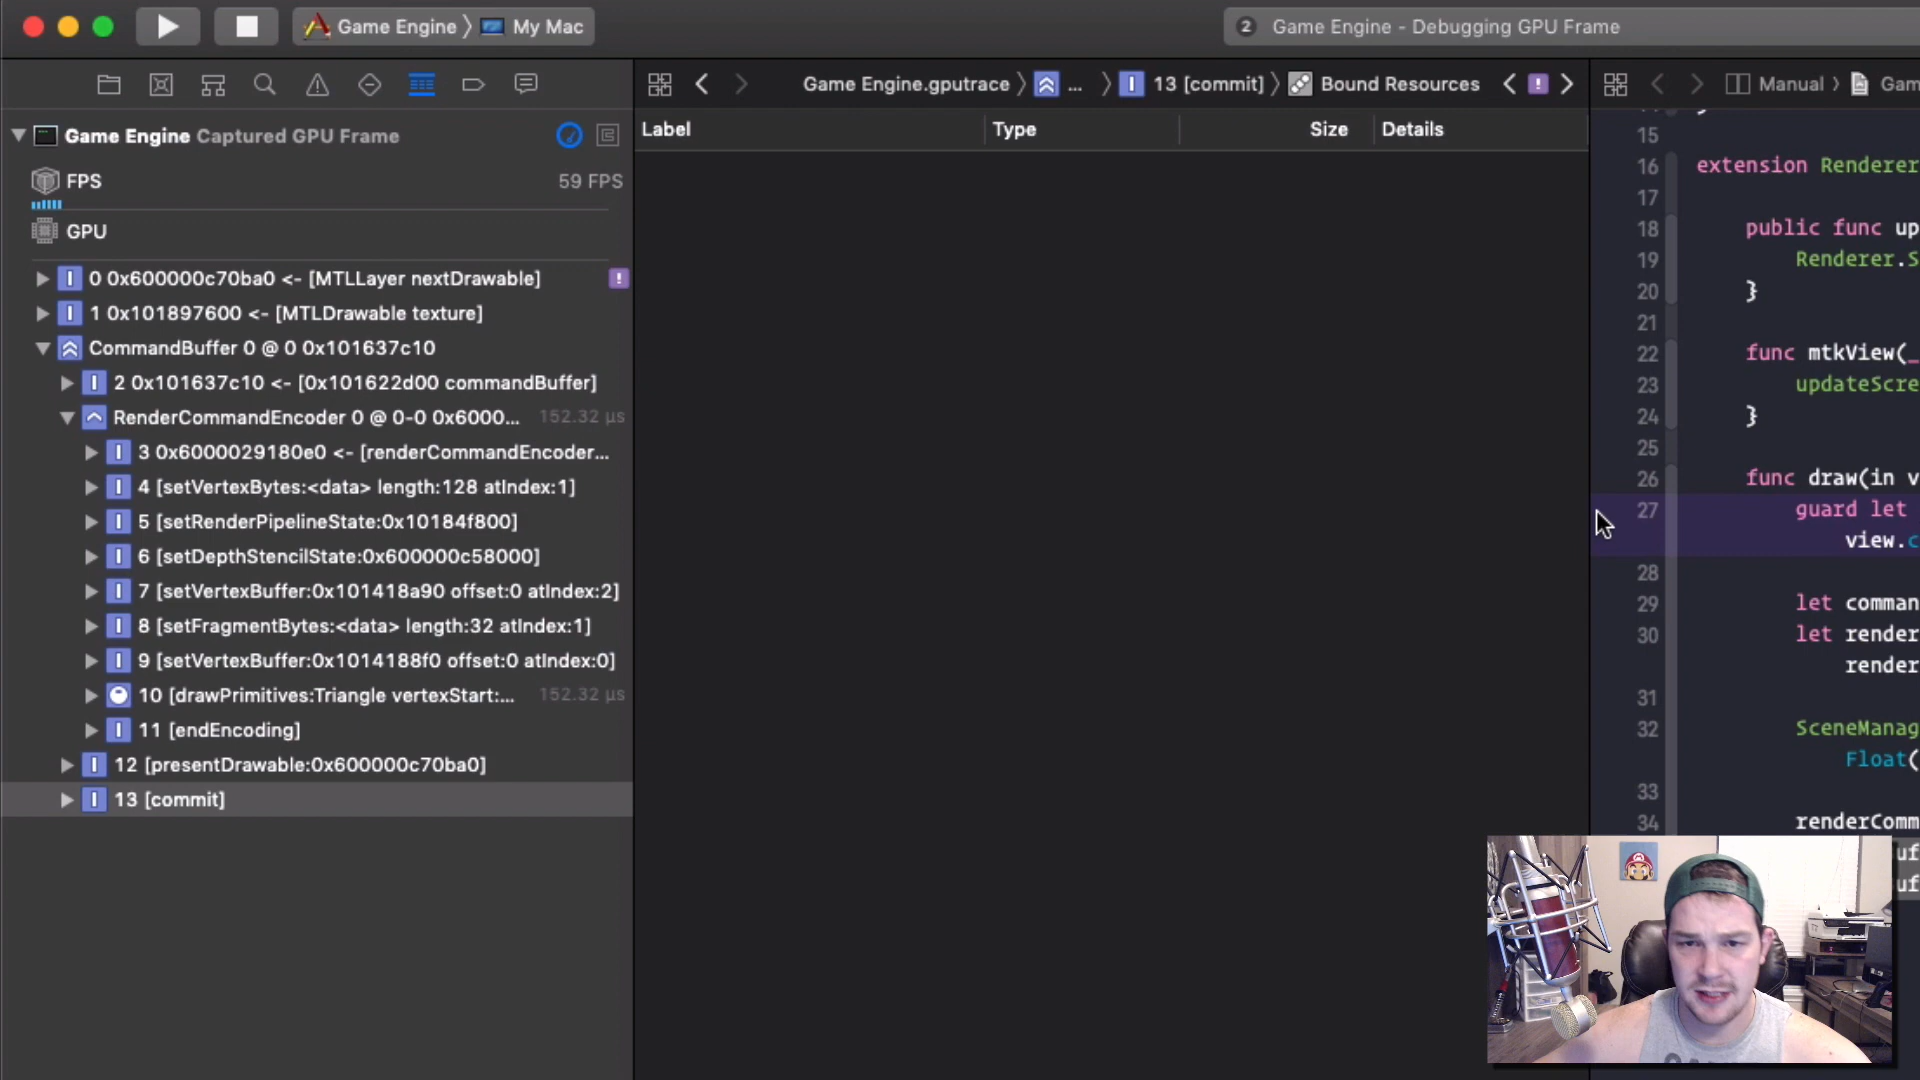 Game Engine 〉 My Mac
2 Game Engine - Debugging GPU Frame
Game Engine.gputrace 〉 ... 〉 13 [commit] 〉 Bound Resources
Manual 〉 Gam
Label Type Size Details
Game Engine Captured GPU Frame
FPS 59 FPS
GPU
0 0x600000c70ba0 <- [MTLLayer nextDrawable]
1 0x101897600 <- [MTLDrawable texture]
CommandBuffer 0 @ 0 0x101637c10
2 0x101637c10 <- [0x101622d00 commandBuffer]
RenderCommandEncoder 0 @ 0-0 0x6000... 152.32 µs
3 0x6000029180e0 <- [renderCommandEncoder...
4 [setVertexBytes:<data> length:128 atIndex:1]
5 [setRenderPipelineState:0x10184f800]
6 [setDepthStencilState:0x600000c58000]
7 [setVertexBuffer:0x101418a90 offset:0 atIndex:2]
8 [setFragmentBytes:<data> length:32 atIndex:1]
9 [setVertexBuffer:0x1014188f0 offset:0 atIndex:0]
10 [drawPrimitives:Triangle vertexStart:... 152.32 µs
11 [endEncoding]
12 [presentDrawable:0x600000c70ba0]
13 [commit]
15
16 extension Renderer
17
18 public func up
19 Renderer.S
20 }
21
22 func mtkView(_
23 updateScre
24 }
25
26 func draw(in v
27 guard let
view.c
28
29 let comman
30 let render
render
31
32 SceneManag
Float(
33
34 renderComm
uf
uf